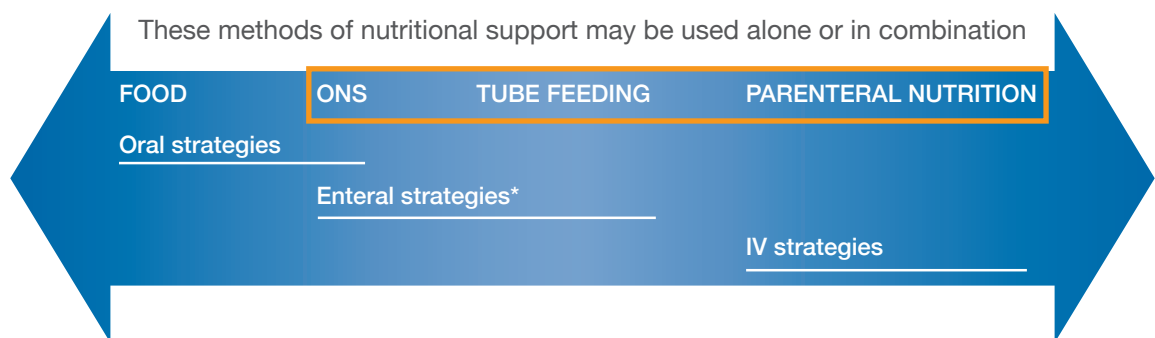 These methods of nutritional support may be used alone or in combination
FOOD ONS TUBE FEEDING PARENTERAL NUTRITION
Oral strategies
Enteral strategies*
IV strategies